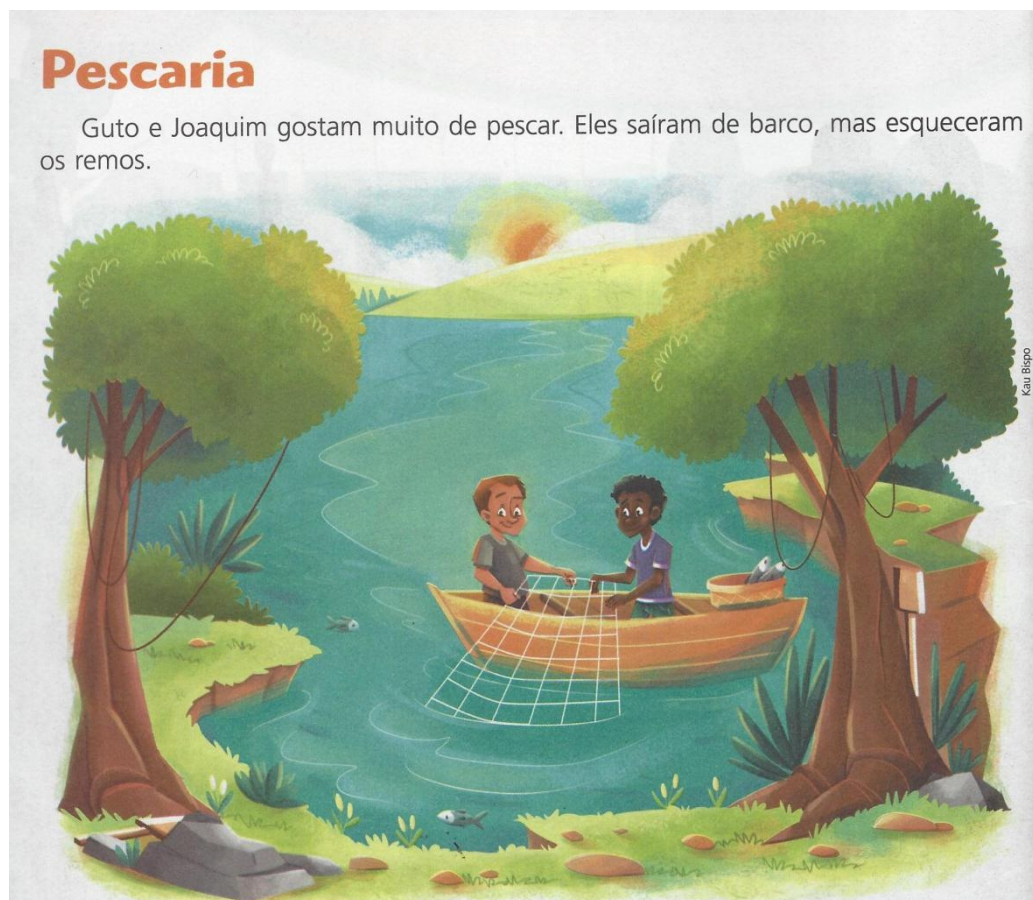 Pescaria
Guto e Joaquim gostam muito de pescar. Eles saíram de barco, mas esqueceram
os remos.
Kau Bispo